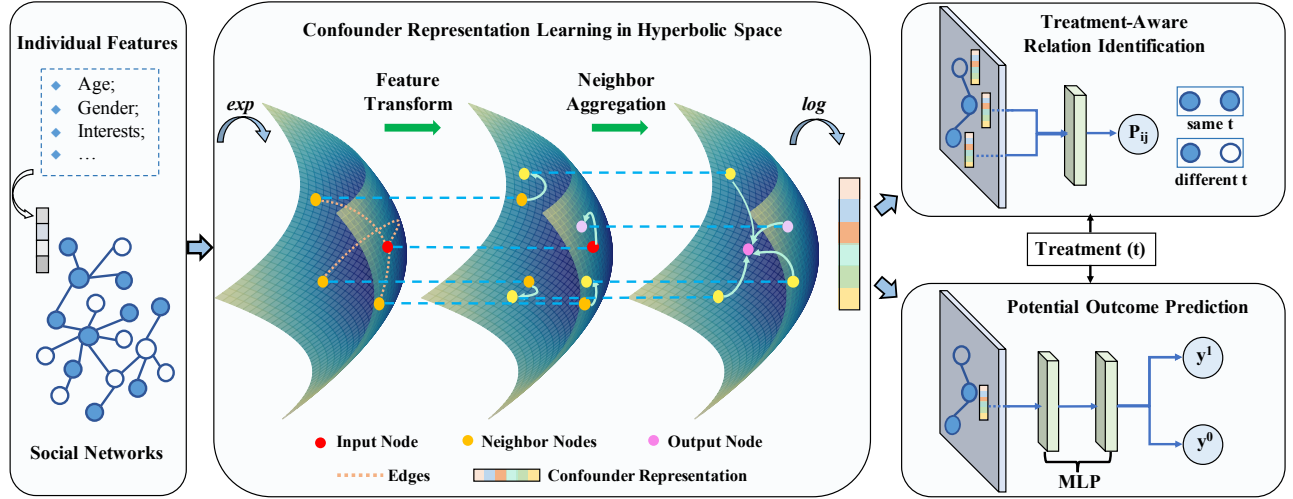 Individual Features
Age;
Gender;
Interests;
…
Social Networks
Confounder Representation Learning in Hyperbolic Space
exp
Feature
Transform
Neighbor
Aggregation
log
Input Node
Neighbor Nodes
Output Node
Edges
Confounder Representation
Treatment-Aware
Relation Identification
P_ij
same t
different t
Treatment (t)
Potential Outcome Prediction
y¹
y⁰
MLP